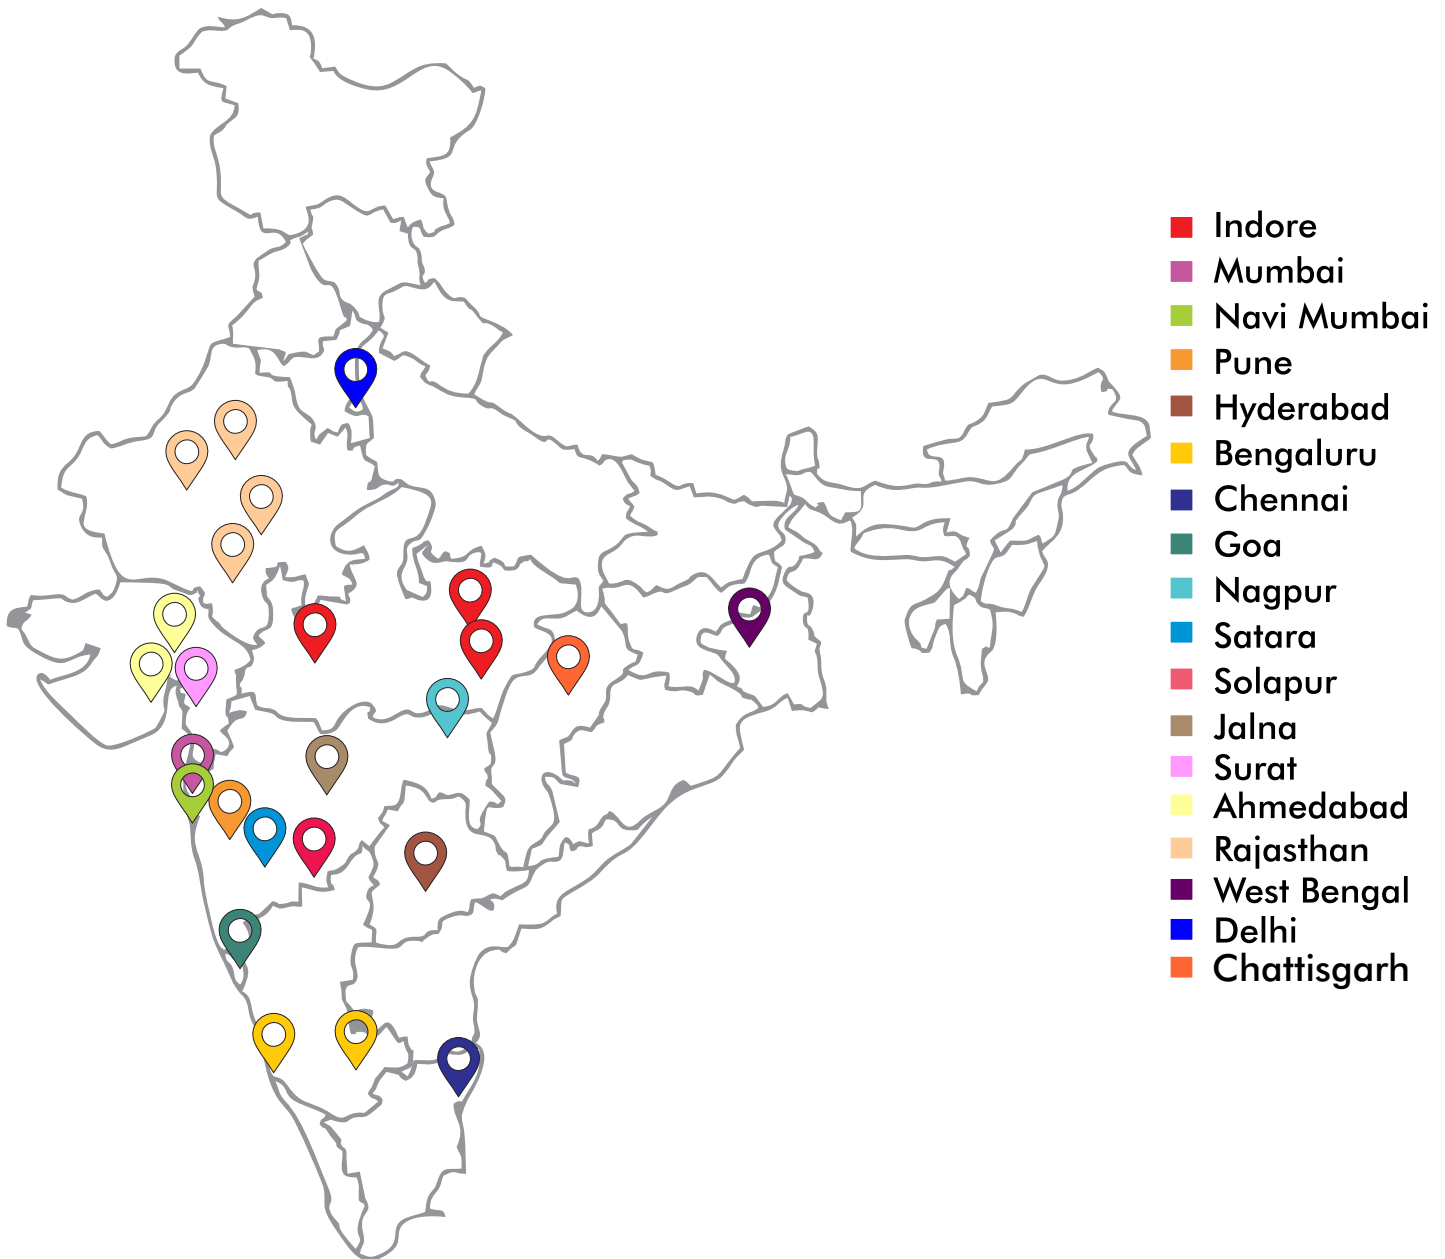 Indore
Mumbai
Navi Mumbai
Pune
Hyderabad
Bengaluru
Chennai
Goa
Nagpur
Satara
Solapur
Jalna
Surat
Ahmedabad
Rajasthan
West Bengal
Delhi
Chattisgarh